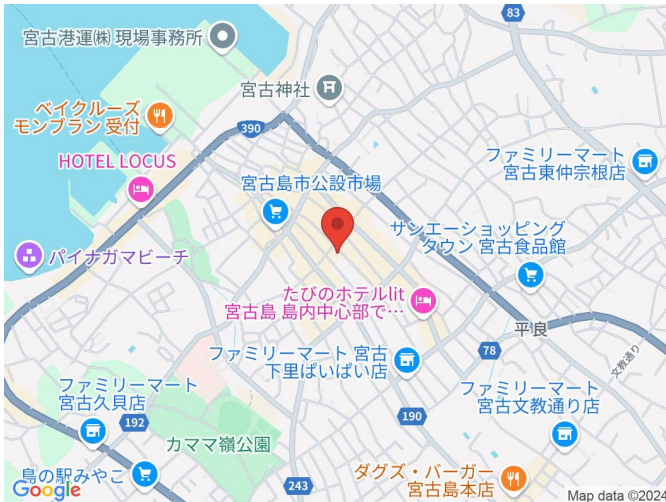 83
宮古港運㈱ 現場事務所
宮古神社
ベイクルーズ
モンブラン 受付
390
ファミリーマート
宮古東仲宗根店
HOTEL LOCUS
宮古島市公設市場
サンエーショッピング
タウン 宮古食品館
パイナガマビーチ
たびのホテルlit
宮古島 島内中心部で…
平良
78
ファミリーマート 宮古
下里ぱいぱい店
文教通り
ファミリーマート
宮古久貝店
ファミリーマート
宮古文教通り店
192
190
カママ嶺公園
島の駅みやこ
243
ダグズ・バーガー
宮古島本店
Google
Map data ©2024